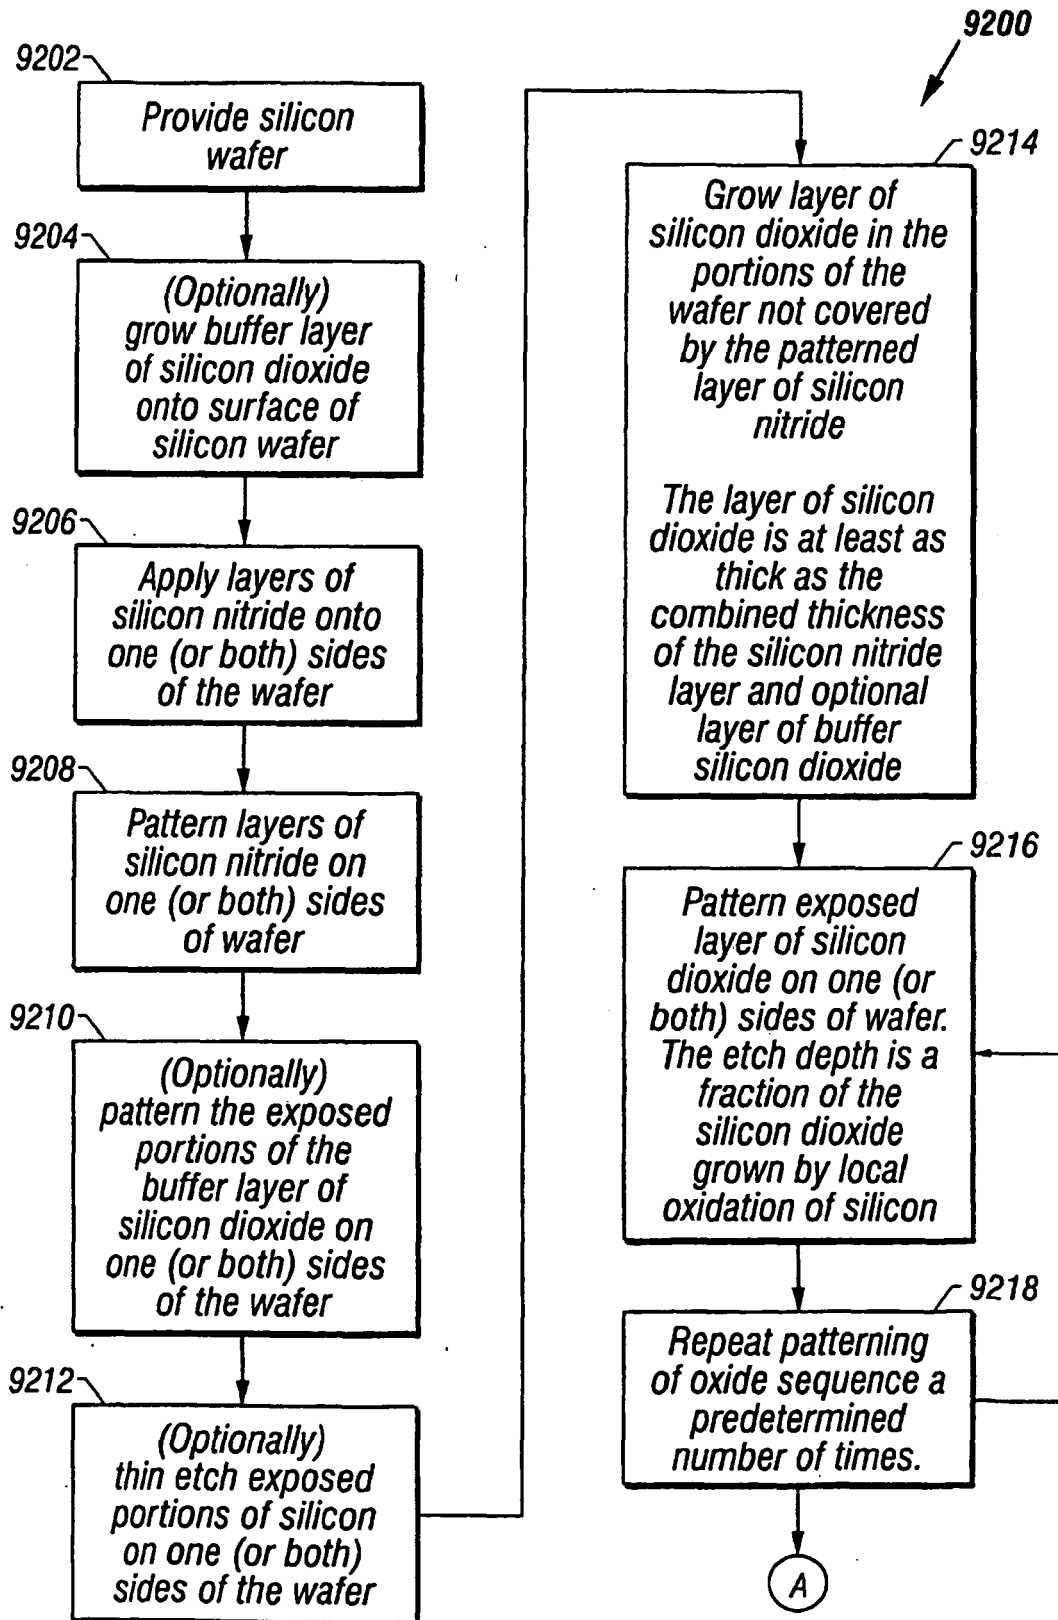 9200
9202
Provide silicon
wafer
9204
(Optionally)
grow buffer layer
of silicon dioxide
onto surface of
silicon wafer
9206
Apply layers of
silicon nitride onto
one (or both) sides
of the wafer
9208
Pattern layers of
silicon nitride on
one (or both) sides
of wafer
9210
(Optionally)
pattern the exposed
portions of the
buffer layer of
silicon dioxide on
one (or both) sides
of the wafer
9212
(Optionally)
thin etch exposed
portions of silicon
on one (or both)
sides of the wafer
9214
Grow layer of
silicon dioxide in the
portions of the
wafer not covered
by the patterned
layer of silicon
nitride
The layer of silicon
dioxide is at least as
thick as the
combined thickness
of the silicon nitride
layer and optional
layer of buffer
silicon dioxide
9216
Pattern exposed
layer of silicon
dioxide on one (or
both) sides of wafer.
The etch depth is a
fraction of the
silicon dioxide
grown by local
oxidation of silicon
9218
Repeat patterning
of oxide sequence a
predetermined
number of times.
A